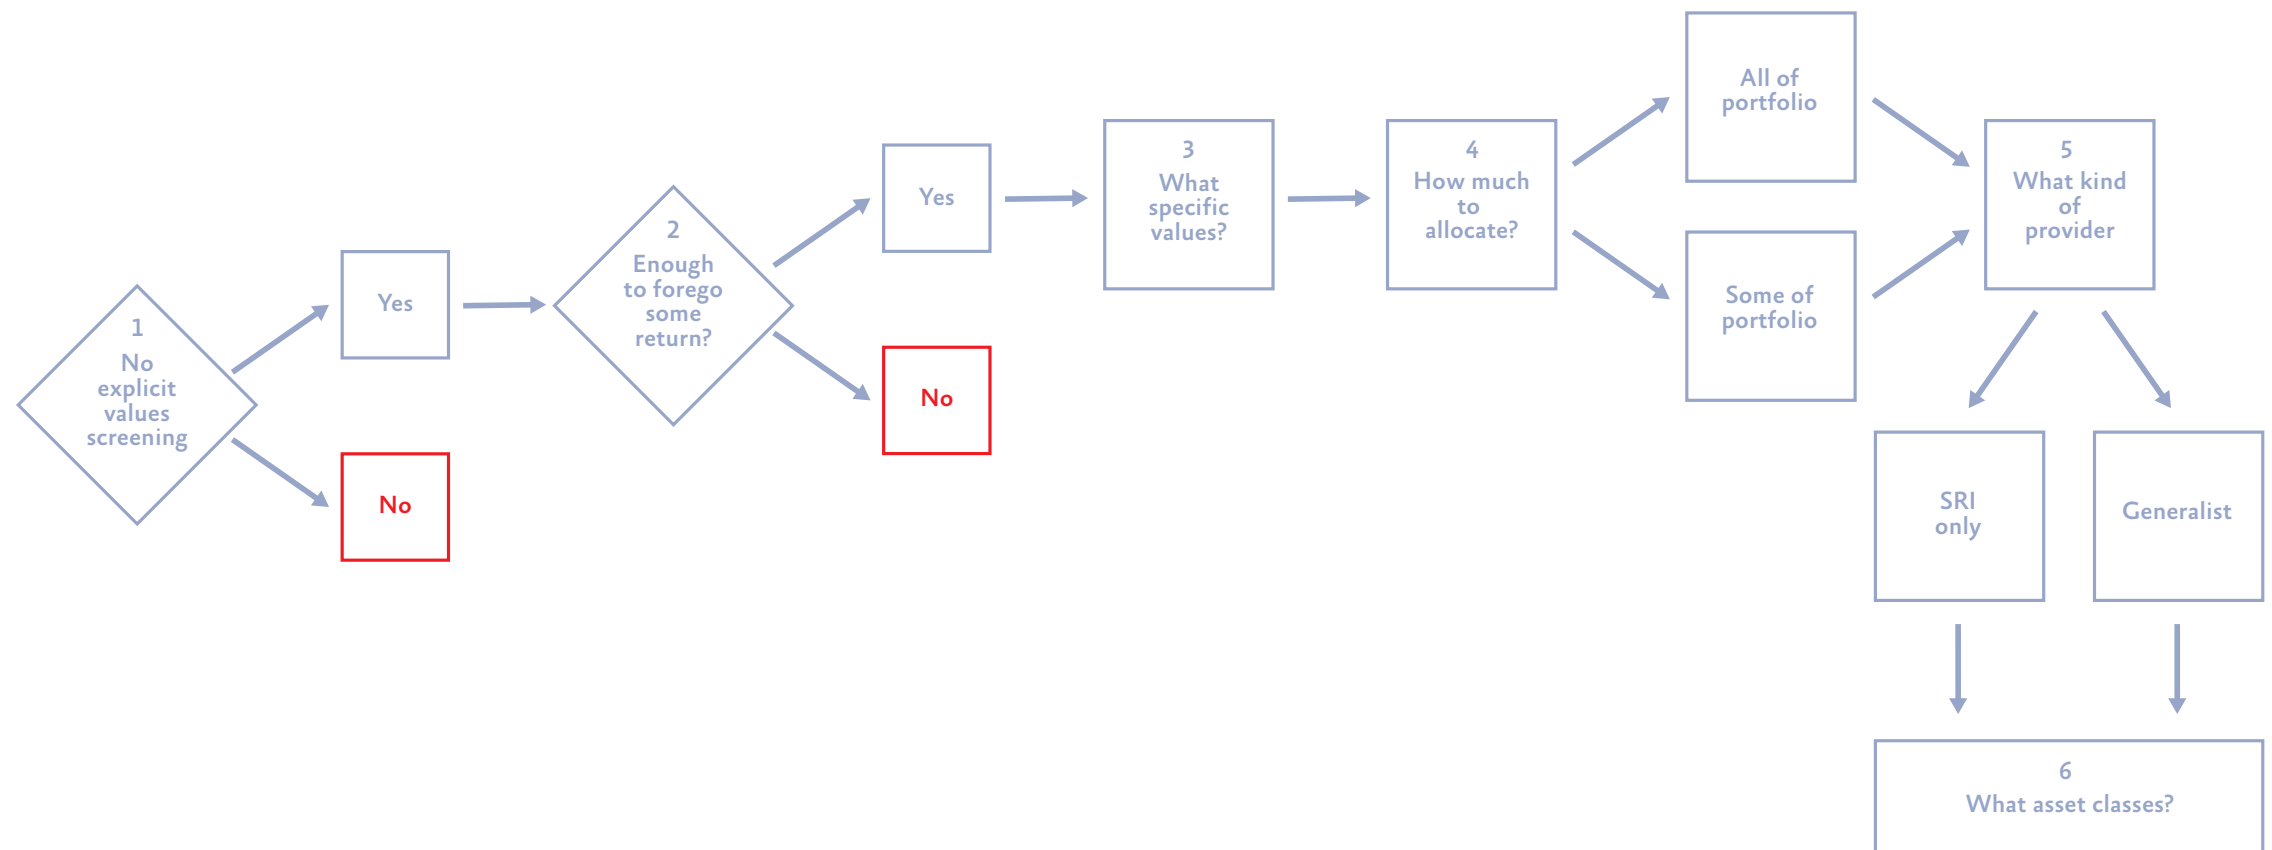 1
No
explicit
values
screening
Yes
No
2
Enough
to forego
some
return?
Yes
No
3
What
specific
values?
4
How much
to
allocate?
All of
portfolio
Some of
portfolio
5
What kind
of
provider
SRI
only
Generalist
6
What asset classes?